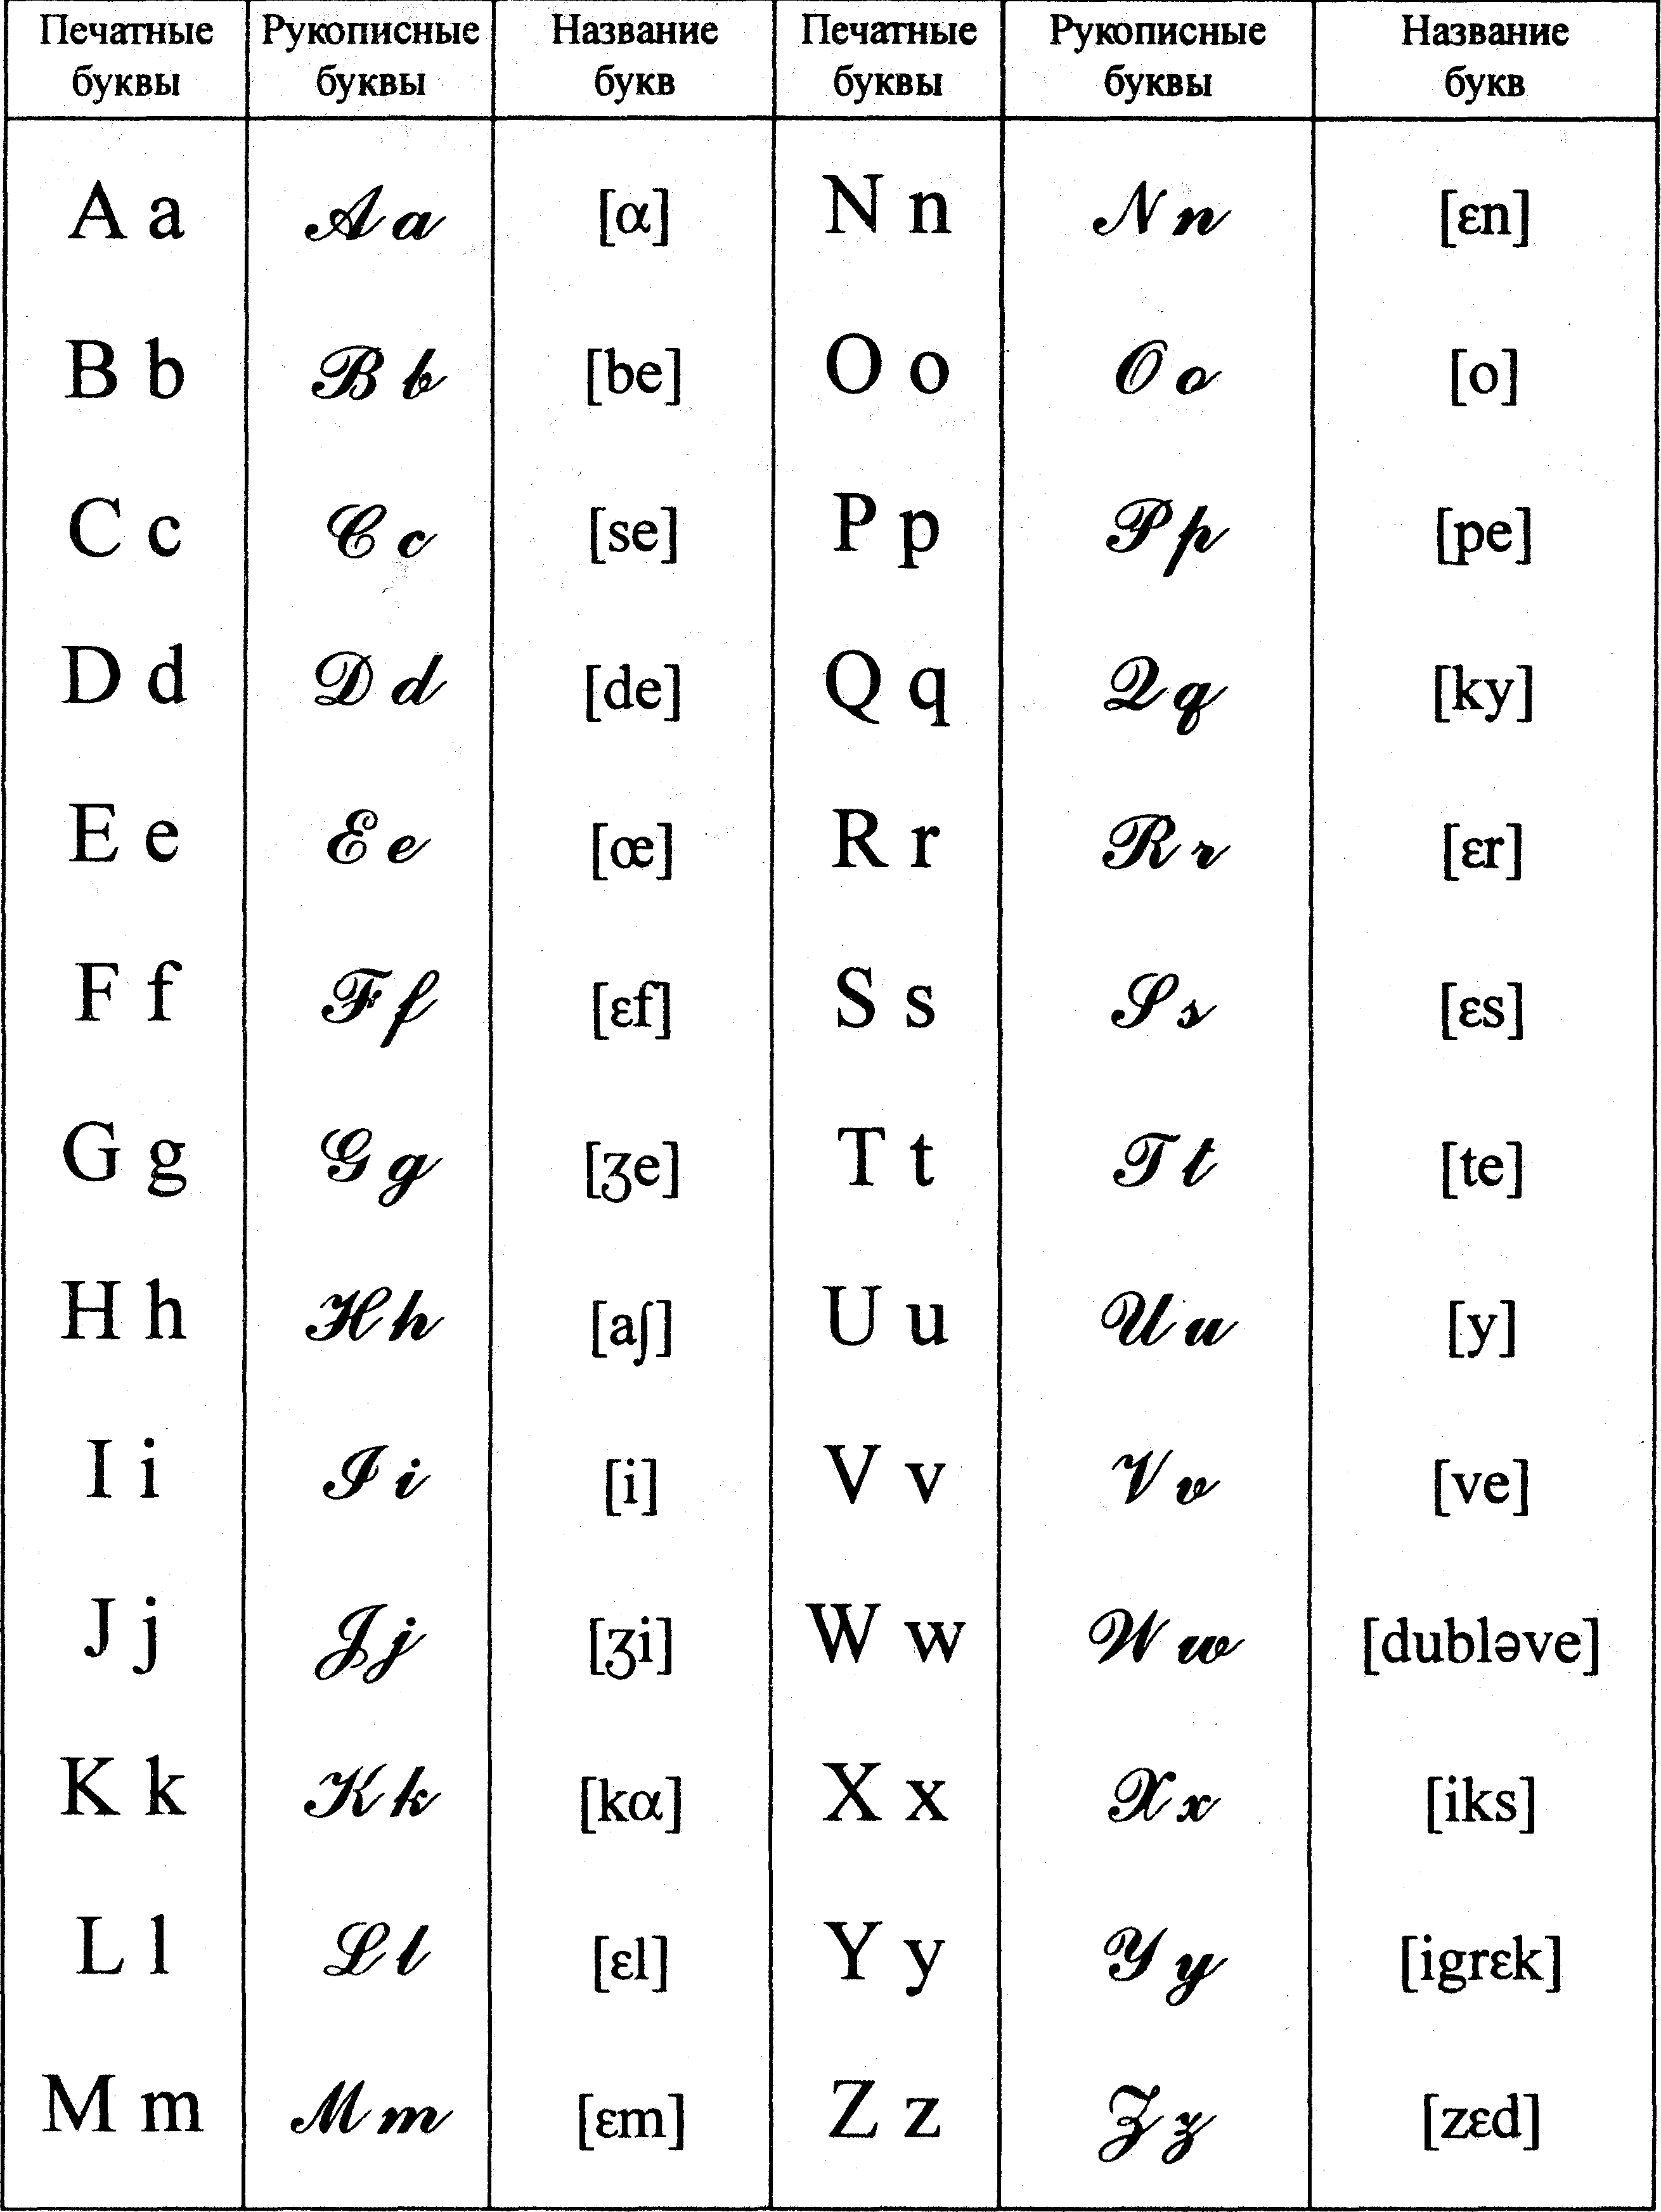 Печатные буквы Рукописные буквы Название букв Печатные буквы Рукописные буквы Название букв
A a A a [ɑ] N n N n [ɛn]
B b B b [be] O o O o [o]
C c C c [se] P p P p [pe]
D d D d [de] Q q Q q [ky]
E e E e [œ] R r R r [ɛr]
F f F f [ɛf] S s S s [ɛs]
G g G g [ʒe] T t T t [te]
H h H h [aʃ] U u U u [y]
I i I i [i] V v V v [ve]
J j J j [ʒi] W w W w [dubləve]
K k K k [kɑ] X x X x [iks]
L l L l [ɛl] Y y Y y [igrɛk]
M m M m [ɛm] Z z Z z [zɛd]